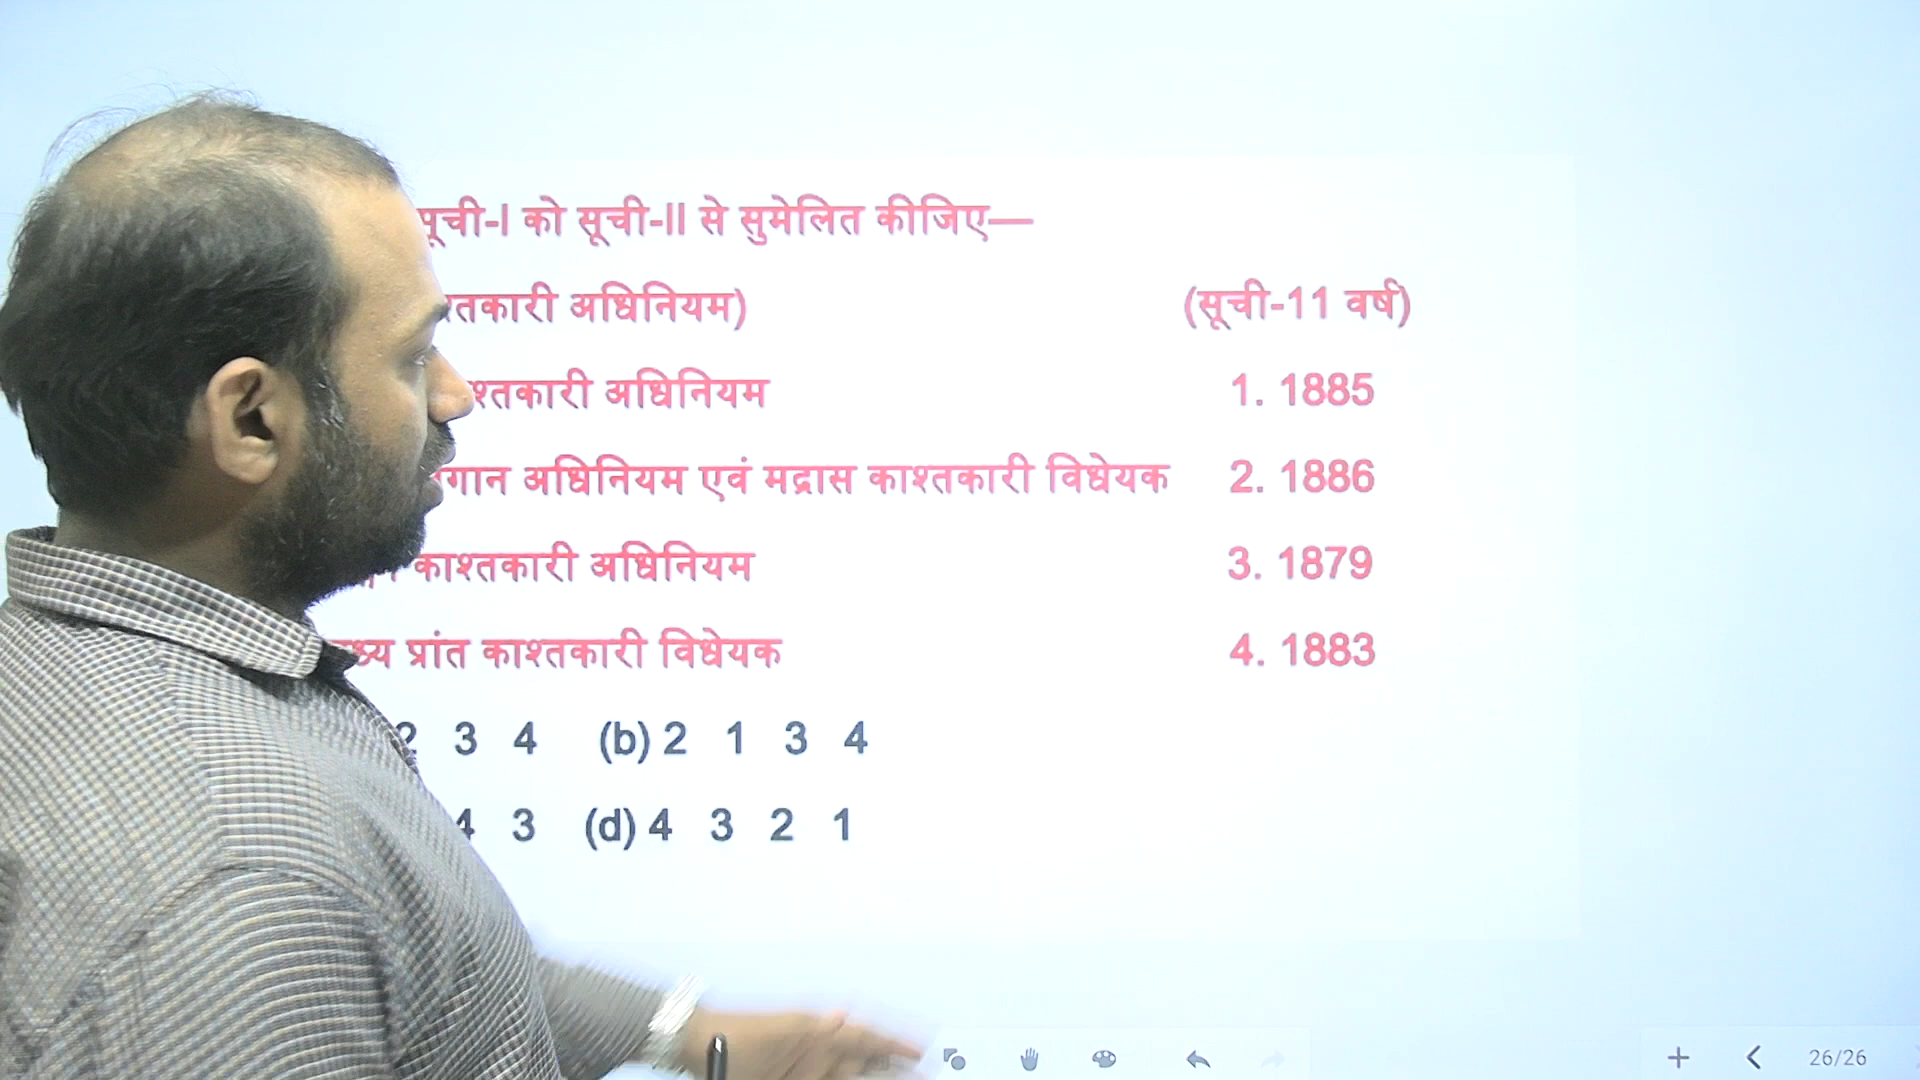 सूची-I को सूची-II से सुमेलित कीजिए—
अधिनियम) (सूची-11 वर्ष)
अधिनियम 1. 1885
अधिनियम एवं मद्रास काश्तकारी विधेयक 2. 1886
काश्तकारी अधिनियम 3. 1879
प्रांत काश्तकारी विधेयक 4. 1883
2 3 4 (b) 2 1 3 4
4 3 (d) 4 3 2 1
26/26